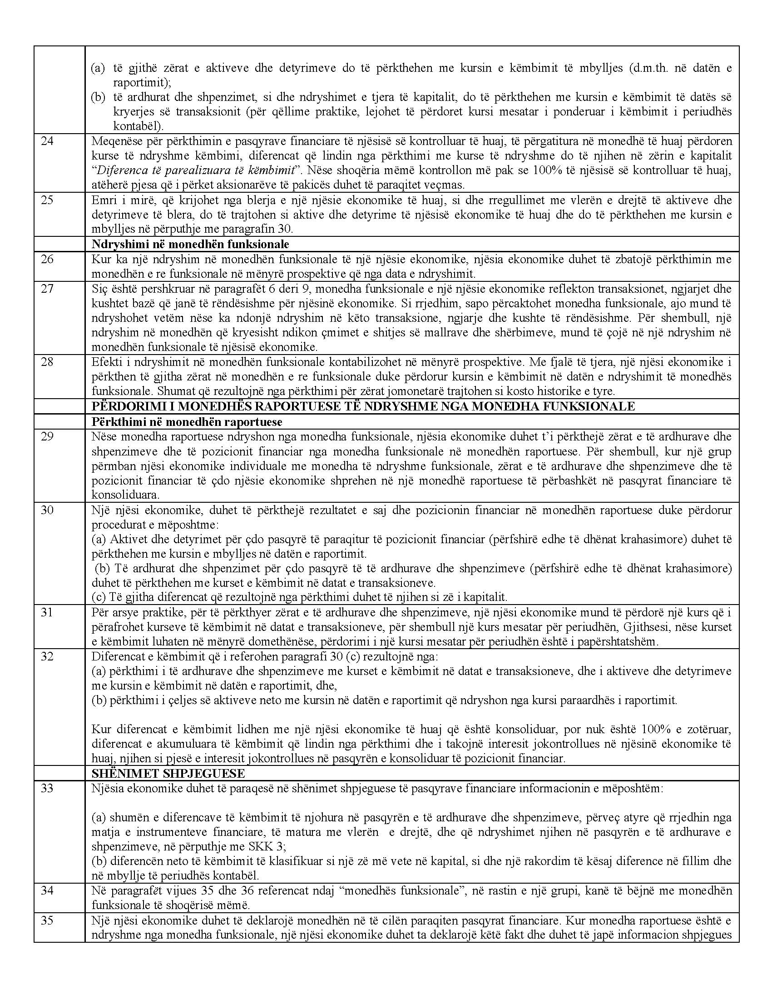 (a) të gjithë zërat e aktiveve dhe detyrimeve do të përkthehen me kursin e këmbimit të mbylljes (d.m.th. në datën e
raportimit);
(b) të ardhurat dhe shpenzimet, si dhe ndryshimet e tjera të kapitalit, do të përkthehen me kursin e këmbimit të datës së
kryerjes së transaksionit (për qëllime praktike, lejohet të përdoret kursi mesatar i ponderuar i këmbimit i periudhës
kontabël).
24 Meqenëse për përkthimin e pasqyrave financiare të njësisë së kontrolluar të huaj, të përgatitura në monedhë të huaj përdoren
kurse të ndryshme këmbimi, diferencat që lindin nga përkthimi me kurse të ndryshme do të njihen në zërin e kapitalit
“Diferenca të parealizuara të këmbimit”. Nëse shoqëria mëmë kontrollon më pak se 100% të njësisë së kontrolluar të huaj,
atëherë pjesa që i përket aksionarëve të pakicës duhet të paraqitet veçmas.
25 Emri i mirë, që krijohet nga blerja e një njësie ekonomike të huaj, si dhe rregullimet me vlerën e drejtë të aktiveve dhe
detyrimeve të blera, do të trajtohen si aktive dhe detyrime të njësisë ekonomike të huaj dhe do të përkthehen me kursin e
mbylljes në përputhje me paragrafin 30.
Ndryshimi në monedhën funksionale
26 Kur ka një ndryshim në monedhën funksionale të një njësie ekonomike, njësia ekonomike duhet të zbatojë përkthimin me
monedhën e re funksionale në mënyrë prospektive që nga data e ndryshimit.
27 Siç është pershkruar në paragrafët 6 deri 9, monedha funksionale e një njësie ekonomike reflekton transaksionet, ngjarjet dhe
kushtet bazë që janë të rëndësishme për njësinë ekonomike. Si rrjedhim, sapo përcaktohet monedha funksionale, ajo mund të
ndryshohet vetëm nëse ka ndonjë ndryshim në këto transaksione, ngjarje dhe kushte të rëndësishme. Për shembull, një
ndryshim në monedhën që kryesisht ndikon çmimet e shitjes së mallrave dhe shërbimeve, mund të çojë në një ndryshim në
monedhën funksionale të njësisë ekonomike.
28 Efekti i ndryshimit në monedhën funksionale kontabilizohet në mënyrë prospektive. Me fjalë të tjera, një njësi ekonomike i
përkthen të gjitha zërat në monedhën e re funksionale duke përdorur kursin e këmbimit në datën e ndryshimit të monedhës
funksionale. Shumat që rezultojnë nga përkthimi për zërat jomonetarë trajtohen si kosto historike e tyre.
PËRDORIMI I MONEDHËS RAPORTUESE TË NDRYSHME NGA MONEDHA FUNKSIONALE
Përkthimi në monedhën raportuese
29 Nëse monedha raportuese ndryshon nga monedha funksionale, njësia ekonomike duhet t’i përkthejë zërat e të ardhurave dhe
shpenzimeve dhe të pozicionit financiar nga monedha funksionale në monedhën raportuese. Për shembull, kur një grup
përmban njësi ekonomike individuale me monedha të ndryshme funksionale, zërat e të ardhurave dhe shpenzimeve dhe të
pozicionit financiar të çdo njësie ekonomike shprehen në një monedhë raportuese të përbashkët në pasqyrat financiare të
konsoliduara.
30 Një njësi ekonomike, duhet të përkthejë rezultatet e saj dhe pozicionin financiar në monedhën raportuese duke përdorur
procedurat e mëposhtme:
(a) Aktivet dhe detyrimet për çdo pasqyrë të paraqitur të pozicionit financiar (përfshirë edhe të dhënat krahasimore) duhet të
përkthehen me kursin e mbylljes në datën e raportimit.
(b) Të ardhurat dhe shpenzimet për çdo pasqyrë të të ardhurave dhe shpenzimeve (përfshirë edhe të dhënat krahasimore)
duhet të përkthehen me kurset e këmbimit në datat e transaksioneve.
(c) Të gjitha diferencat që rezultojnë nga përkthimi duhet të njihen si zë i kapitalit.
31 Për arsye praktike, për të përkthyer zërat e të ardhurave dhe shpenzimeve, një njësi ekonomike mund të përdorë një kurs që i
përafrohet kurseve të këmbimit në datat e transaksioneve, për shembull një kurs mesatar për periudhën, Gjithsesi, nëse kurset
e këmbimit luhaten në mënyrë domethënëse, përdorimi i një kursi mesatar për periudhën është i papërshtatshëm.
32 Diferencat e këmbimit që i referohen paragrafi 30 (c) rezultojnë nga:
(a) përkthimi i të ardhurave dhe shpenzimeve me kurset e këmbimit në datat e transaksioneve, dhe i aktiveve dhe detyrimeve
me kursin e këmbimit në datën e raportimit, dhe,
(b) përkthimi i çeljes së aktiveve neto me kursin në datën e raportimit që ndryshon nga kursi paraardhës i raportimit.
Kur diferencat e këmbimit lidhen me një njësi ekonomike të huaj që është konsoliduar, por nuk është 100% e zotëruar,
diferencat e akumuluara të këmbimit që lindin nga përkthimi dhe i takojnë interesit jokontrollues në njësinë ekonomike të
huaj, njihen si pjesë e interesit jokontrollues në pasqyrën e konsoliduar të pozicionit financiar.
SHËNIMET SHPJEGUESE
33 Njësia ekonomike duhet të paraqesë në shënimet shpjeguese të pasqyrave financiare informacionin e mëposhtëm:
(a) shumën e diferencave të këmbimit të njohura në pasqyrën e të ardhurave dhe shpenzimeve, përveç atyre që rrjedhin nga
matja e instrumenteve financiare, të matura me vlerën e drejtë, dhe që ndryshimet njihen në pasqyrën e të ardhurave e
shpenzimeve, në përputhje me SKK 3;
(b) diferencën neto të këmbimit të klasifikuar si një zë më vete në kapital, si dhe një rakordim të kësaj diference në fillim dhe
në mbyllje të periudhës kontabël.
34 Në paragrafët vijues 35 dhe 36 referencat ndaj “monedhës funksionale”, në rastin e një grupi, kanë të bëjnë me monedhën
funksionale të shoqërisë mëmë.
35 Një njësi ekonomike duhet të deklarojë monedhën në të cilën paraqiten pasqyrat financiare. Kur monedha raportuese është e
ndryshme nga monedha funksionale, një njësi ekonomike duhet ta deklarojë këtë fakt dhe duhet të japë informacion shpjegues